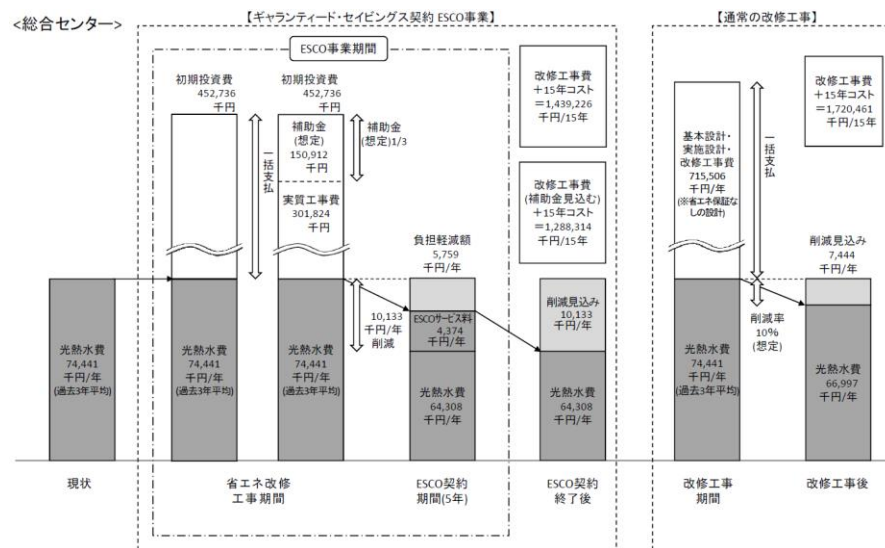 <総合センター>
【ギャランティード・セイビングス契約 ESCO事業】
【通常の改修工事】
ESCO事業期間
初期投資費
452,736
千円
初期投資費
452,736
千円
一括支払
補助金
(想定)
150,912
千円
補助金
(想定)1/3
実質工事費
301,824
千円
改修工事費
+15年コスト
=1,439,226
千円/15年
改修工事費
(補助金見込む)
+15年コスト
=1,288,314
千円/15年
基本設計・
実施設計・
改修工事費
715,506
千円/年
(※省エネ保証な
しの設計)
一括支払
改修工事費
+15年コスト
=1,720,461
千円/15年
負担軽減額
5,759
千円/年
削減見込み
7,444
千円/年
10,133
千円/年
削減
ESCOサービス料
4,374
千円/年
削減見込み
10,133
千円/年
削減率
10%
(想定)
光熱水費
74,441
千円/年
(過去3年平均)
光熱水費
74,441
千円/年
(過去3年平均)
光熱水費
74,441
千円/年
(過去3年平均)
光熱水費
64,308
千円/年
光熱水費
64,308
千円/年
光熱水費
74,441
千円/年
(過去3年平均)
光熱水費
66,997
千円/年
現状
省エネ改修
工事期間
ESCO契約
期間(5年)
ESCO契約
終了後
改修工事
期間
改修工事後